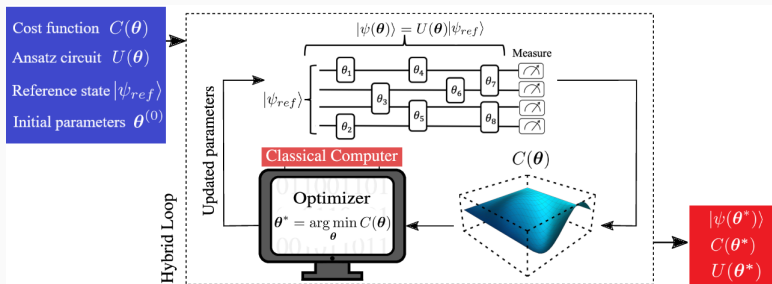 Cost function C(θ)
Ansatz circuit U(θ)
Reference state |ψ_ref⟩
Initial parameters θ^(0)
|ψ(θ)⟩ = U(θ)|ψ_ref⟩
Measure
|ψ_ref⟩
θ₁
θ₂
θ₃
θ₄
θ₅
θ₆
θ₇
θ₈
Updated parameters
Hybrid Loop
Classical Computer
Optimizer
θ* = arg min C(θ)
θ
C(θ)
|ψ(θ*)⟩
C(θ*)
U(θ*)